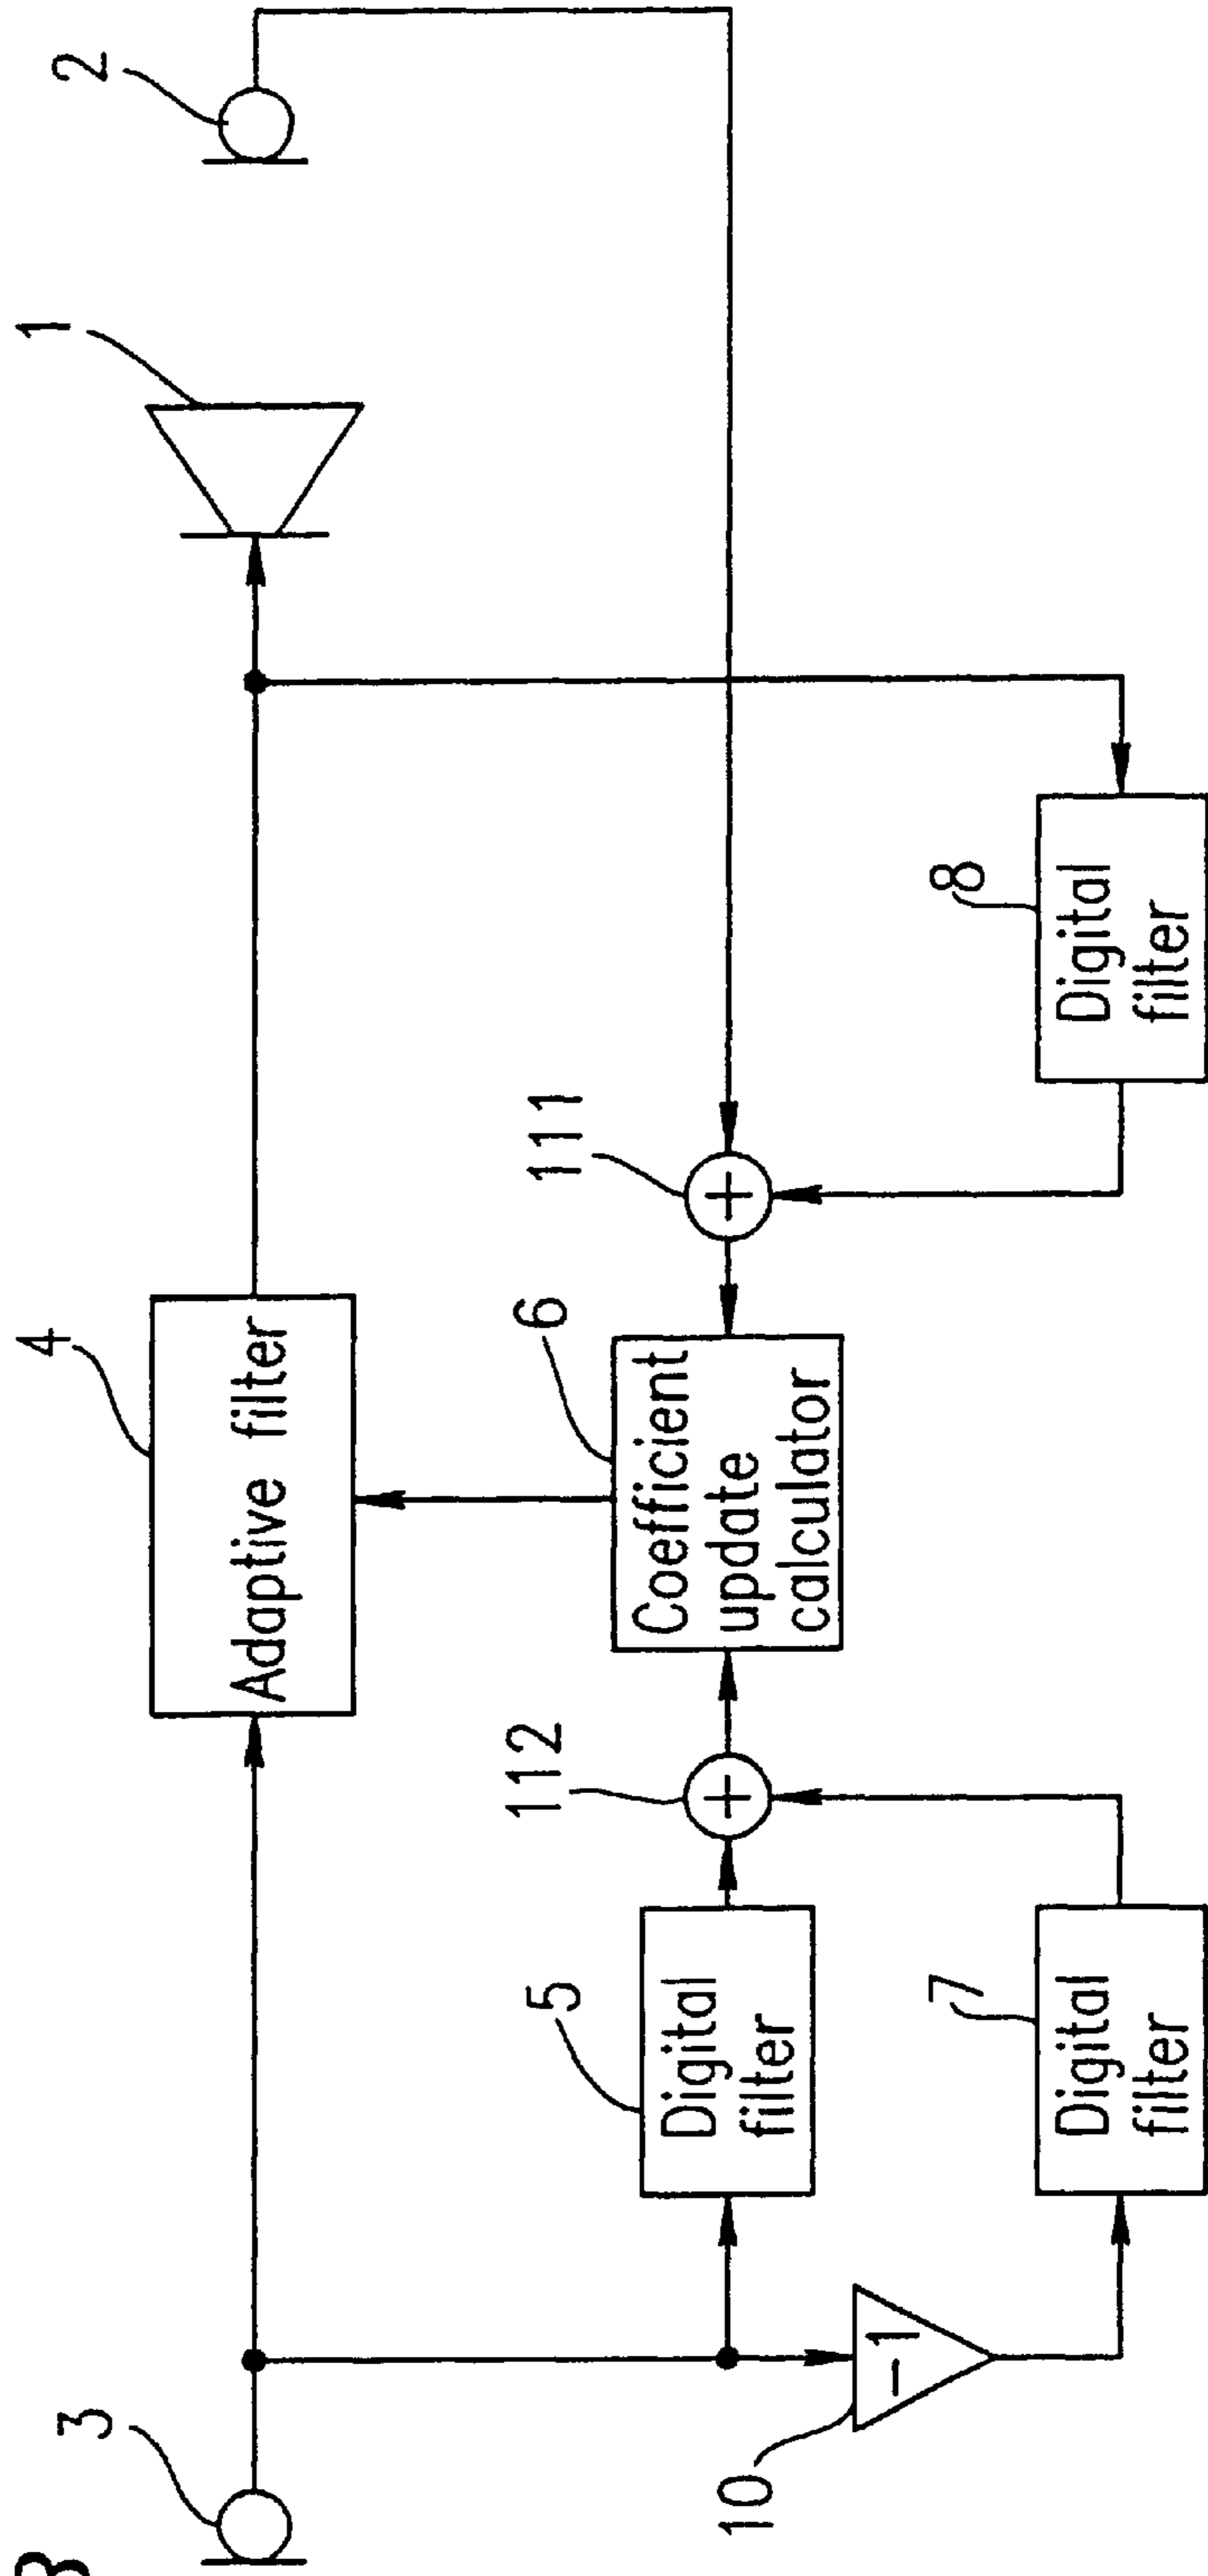 3
4
1
2
Adaptive filter
112
6
111
5
Digital
filter
Coefficient
update
calculator
10
-1
7
Digital
filter
8
Digital
filter